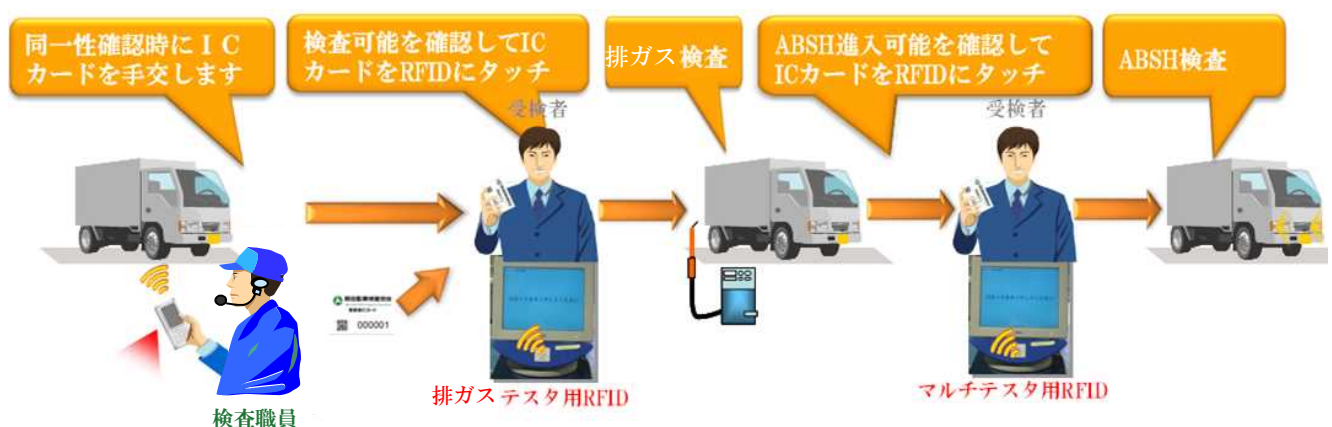 同一性確認時にＩＣ
カードを手交します
検査可能を確認してIC
カードをRFIDにタッチ
排ガス検査
ABSH進入可能を確認して
ICカードをRFIDにタッチ
ABSH検査
受検者
受検者
000001
排ガステスタ用RFID
マルチテスタ用RFID
検査職員